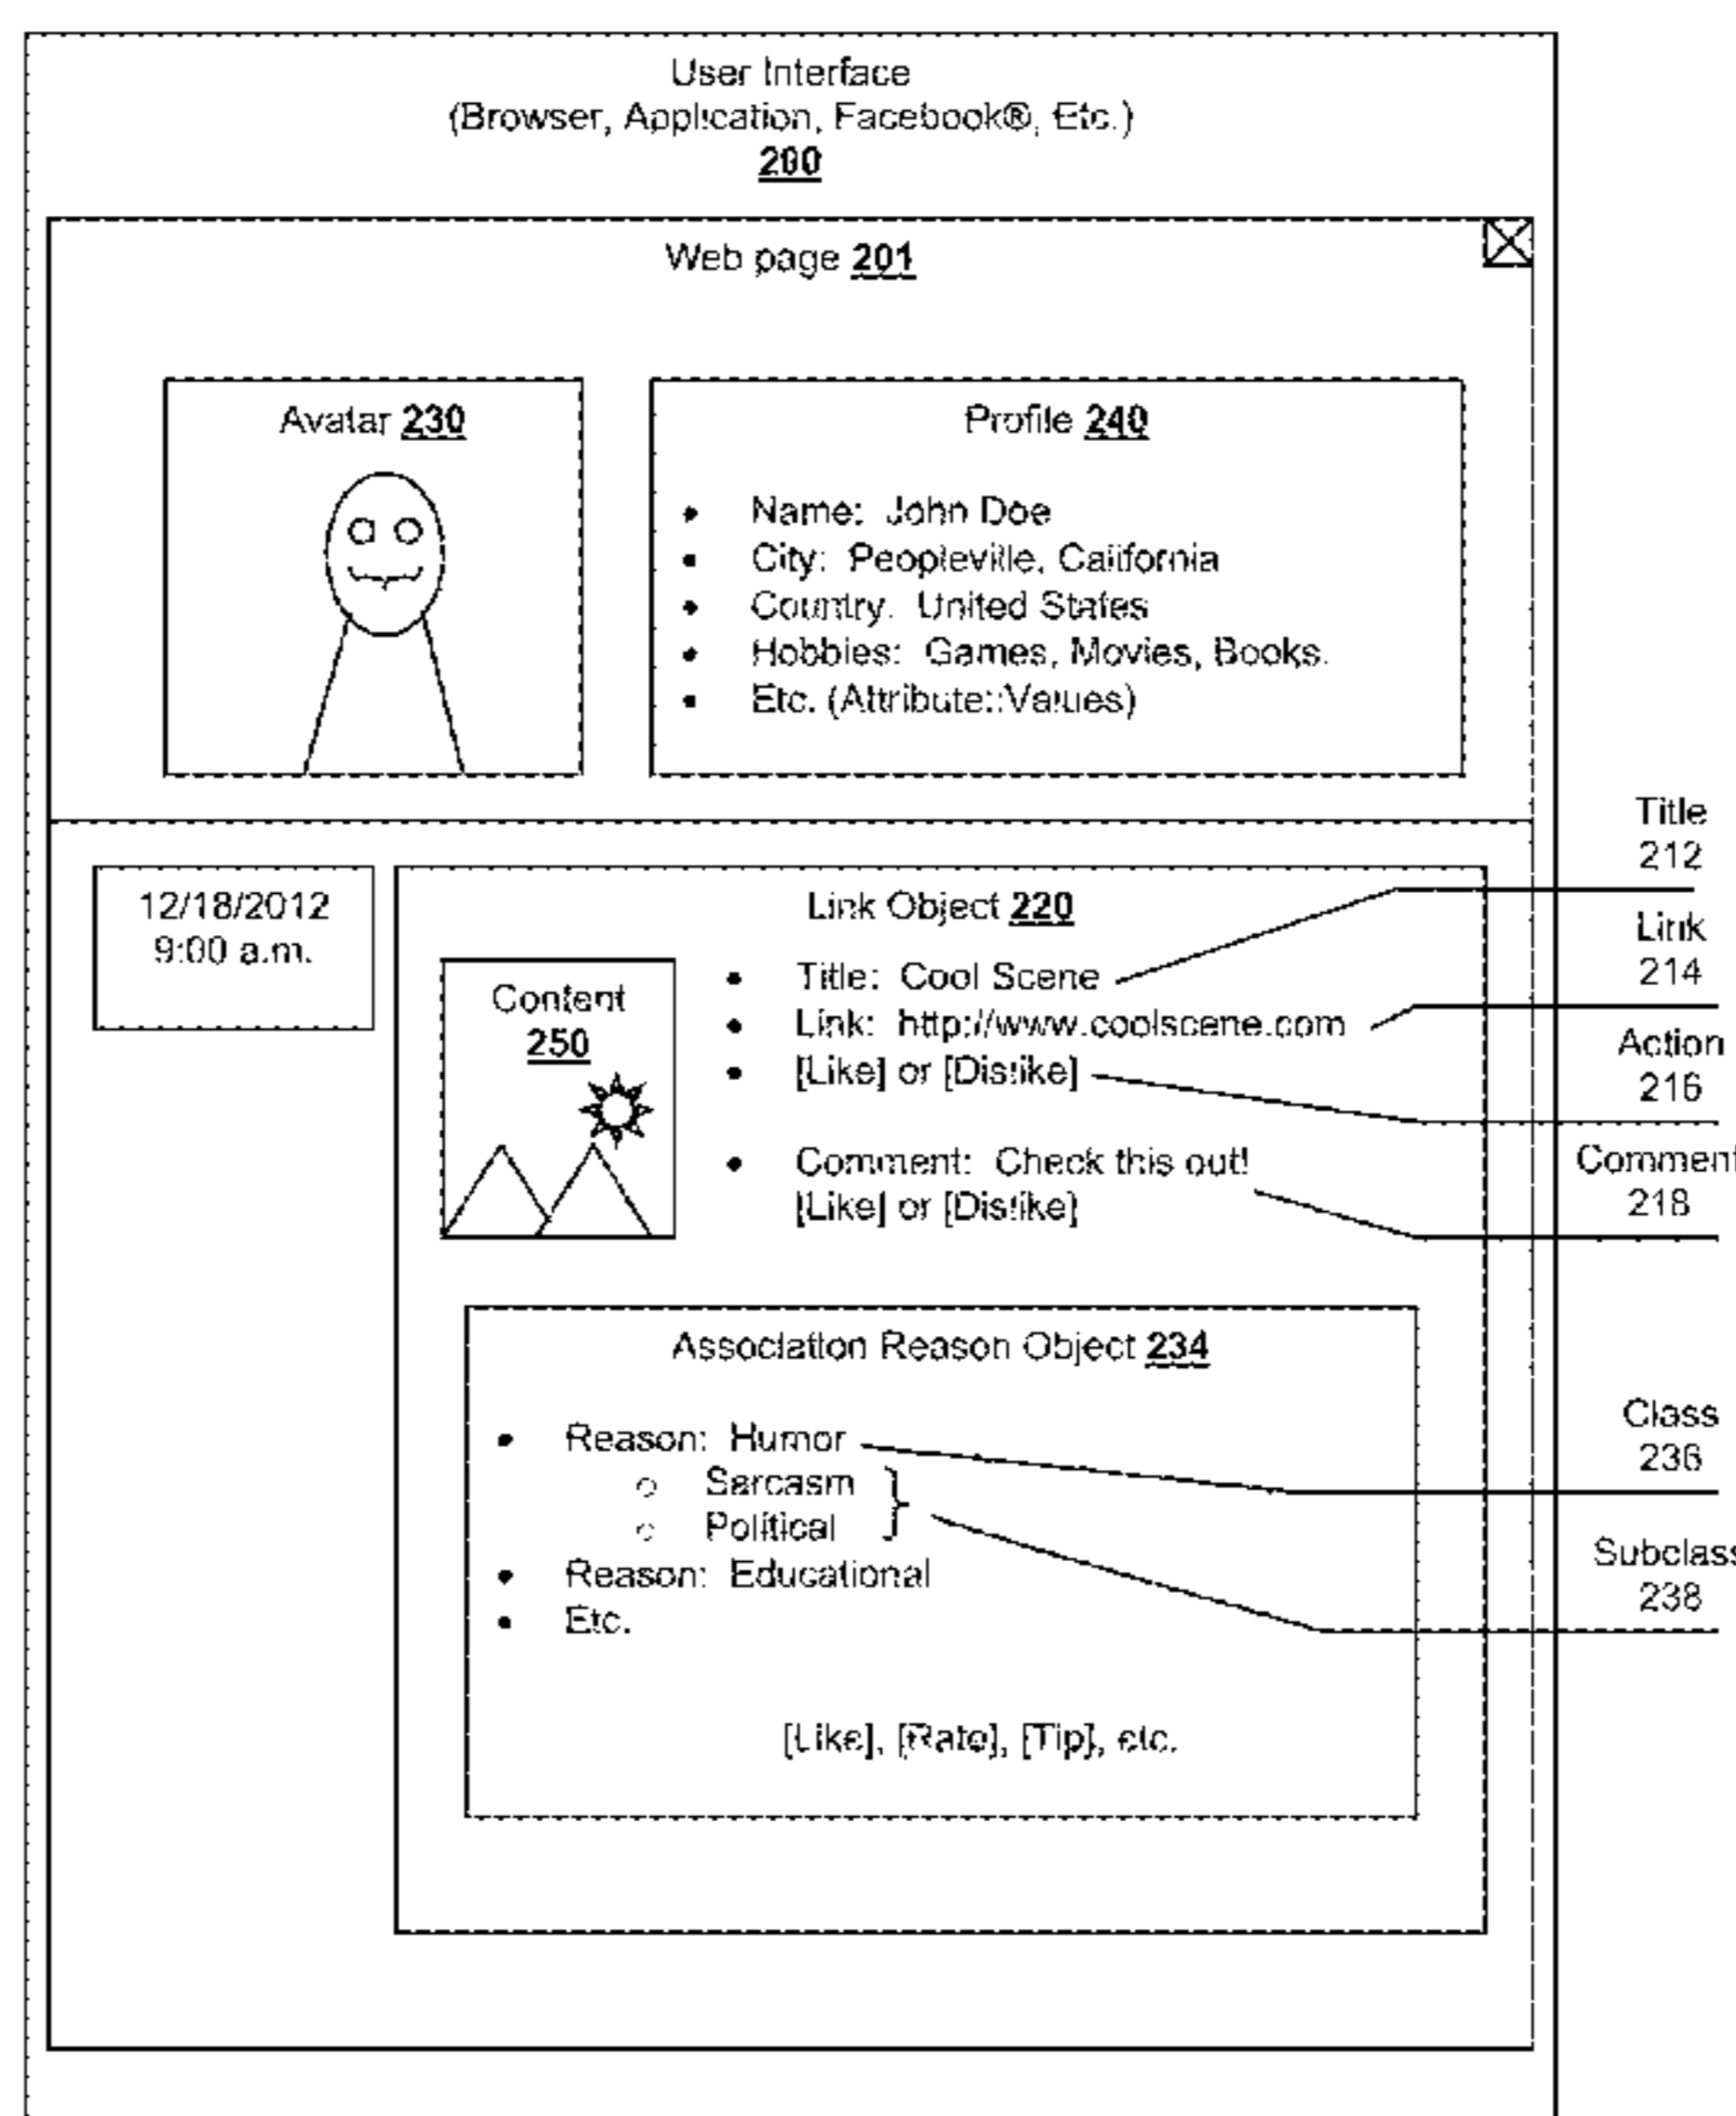 User Interface
(Browser, Application, Facebook®, Etc.)
200
Web page 201
Avatar 230
Profile 240
• Name: John Doe
• City: Peopleville, California
• Country: United States
• Hobbies: Games, Movies, Books.
• Etc. (Attribute::Values)
12/18/2012
9:00 a.m.
Link Object 220
Content
250
• Title: Cool Scene
• Link: http://www.coolscene.com
• [Like] or [Dislike]
• Comment: Check this out!
[Like] or [Dislike]
Title
212
Link
214
Action
216
Comment
218
Association Reason Object 234
• Reason: Humor
○ Sarcasm
○ Political
• Reason: Educational
• Etc.
[Like], [Rate], [Tip], etc.
Class
236
Subclass
238